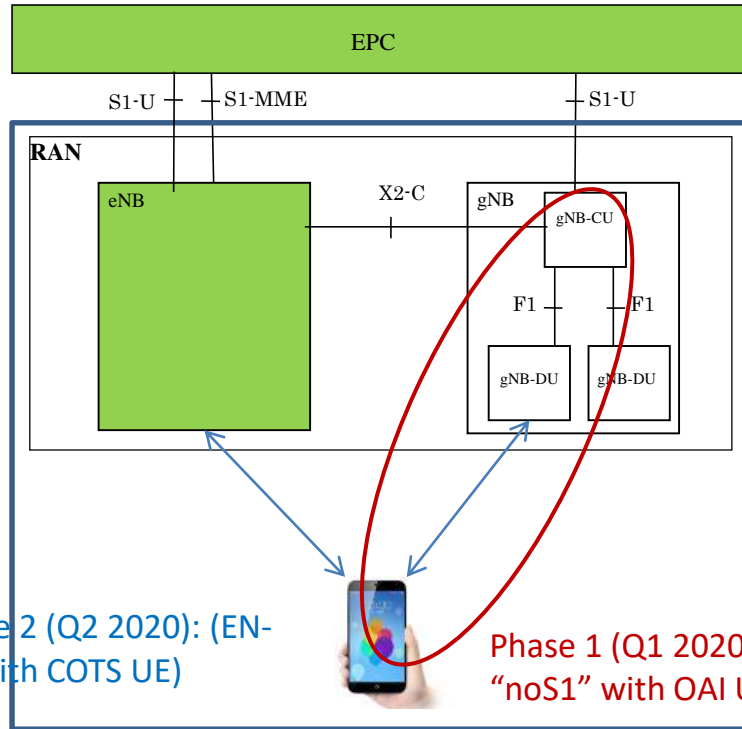 EPC
S1-U
S1-MME
S1-U
RAN
eNB
X2-C
gNB
gNB-CU
F1
F1
gNB-DU
gNB-DU
e 2 (Q2 2020): (EN-
ith COTS UE)
Phase 1 (Q1 2020
"noS1" with OAI U